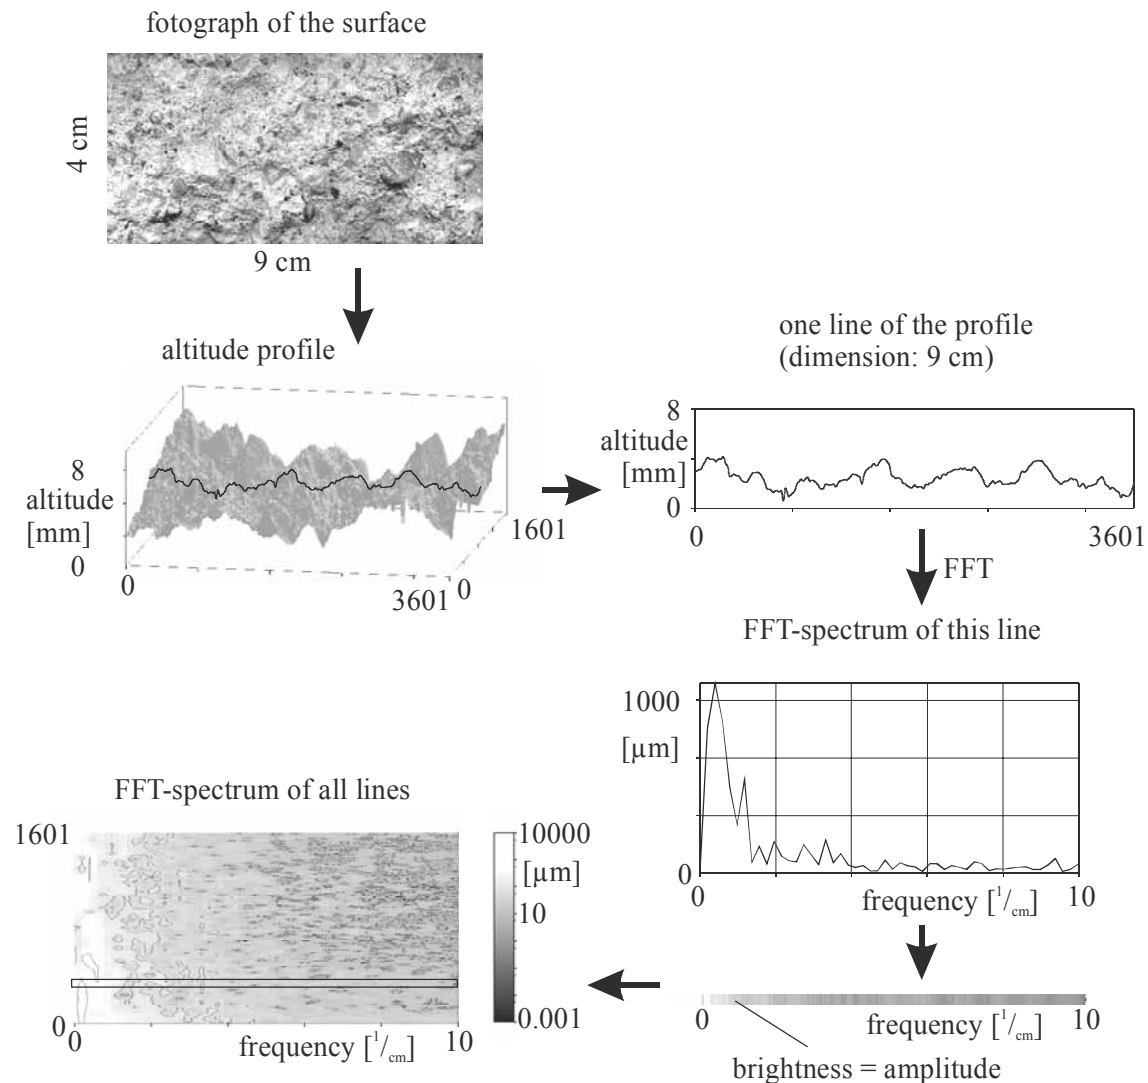 fotograph of the surface
4 cm
9 cm
altitude profile
8
altitude
[mm]
0
0
3601
0
1601
one line of the profile
(dimension: 9 cm)
8
altitude
[mm]
0
0
3601
FFT
FFT-spectrum of this line
1000
[µm]
0
0
frequency [1/cm]
10
0
frequency [1/cm]
10
brightness = amplitude
FFT-spectrum of all lines
1601
0
0
frequency [1/cm]
10
10000
[µm]
10
0.001